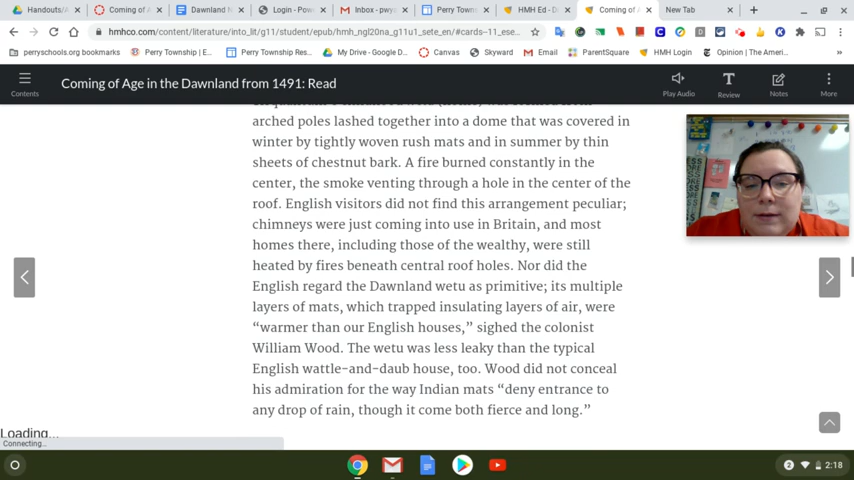 Handouts/A
Coming of A
Dawnland N
Login - Pow
Inbox - pwy
Perry Town
HMH Ed - D
Coming of
New Tab
hmhco.com/content/literature/into_lit/g11/student/epub/hmh_ngl20na_g11u1_sete_en/#cards--11_ese...
perryschools.org bookmarks
Perry Township | E...
Perry Township Res...
My Drive - Google D...
Canvas
Skyward
Email
ParentSquare
HMH Login
Opinion | The Ameri...
Contents
Coming of Age in the Dawnland from 1491: Read
Play Audio
Review
Notes
More
arched poles lashed together into a dome that was covered in
winter by tightly woven rush mats and in summer by thin
sheets of chestnut bark. A fire burned constantly in the
center, the smoke venting through a hole in the center of the
roof. English visitors did not find this arrangement peculiar;
chimneys were just coming into use in Britain, and most
homes there, including those of the wealthy, were still
heated by fires beneath central roof holes. Nor did the
English regard the Dawnland wetu as primitive; its multiple
layers of mats, which trapped insulating layers of air, were
“warmer than our English houses,” sighed the colonist
William Wood. The wetu was less leaky than the typical
English wattle-and-daub house, too. Wood did not conceal
his admiration for the way Indian mats “deny entrance to
any drop of rain, though it come both fierce and long.”
Loading...
Connecting...
2
2:18